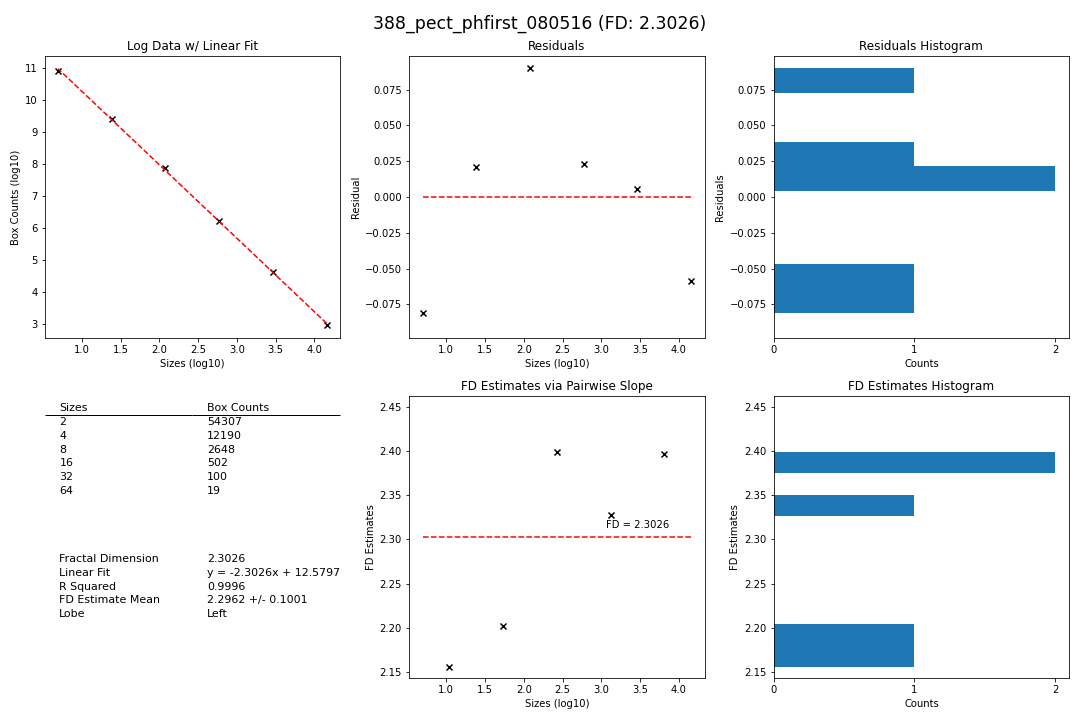 388_pect_phfirst_080516 (FD: 2.3026)
Log Data w/ Linear Fit
Box Counts (log10)
11
10
9
8
7
6
5
4
3
1.0 1.5 2.0 2.5 3.0 3.5 4.0
Sizes (log10)
Residuals
Residual
0.075
0.050
0.025
0.000
−0.025
−0.050
−0.075
1.0 1.5 2.0 2.5 3.0 3.5 4.0
Sizes (log10)
Residuals Histogram
Residuals
0.075
0.050
0.025
0.000
−0.025
−0.050
−0.075
0 1 2
Counts
Sizes Box Counts
2 54307
4 12190
8 2648
16 502
32 100
64 19
Fractal Dimension 2.3026
Linear Fit y = -2.3026x + 12.5797
R Squared 0.9996
FD Estimate Mean 2.2962 +/- 0.1001
Lobe Left
FD Estimates via Pairwise Slope
FD Estimates
2.45
2.40
2.35
2.30
2.25
2.20
2.15
FD = 2.3026
1.0 1.5 2.0 2.5 3.0 3.5 4.0
Sizes (log10)
FD Estimates Histogram
FD Estimates
2.45
2.40
2.35
2.30
2.25
2.20
2.15
0 1 2
Counts